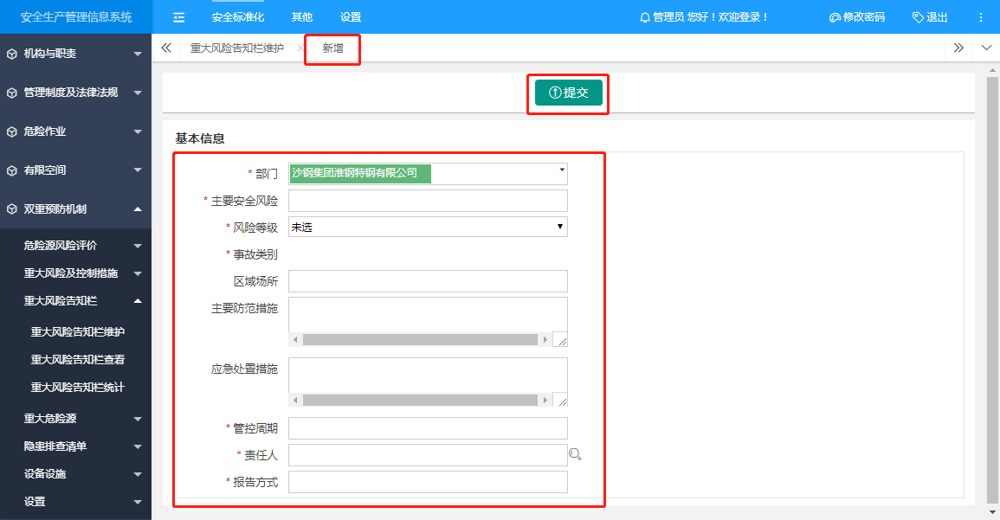 安全生产管理信息系统
安全标准化 其他 设置
管理员 您好！欢迎登录！ 修改密码 退出
机构与职责
管理制度及法律法规
危险作业
有限空间
双重预防机制
危险源风险评价
重大风险及控制措施
重大风险告知栏
重大风险告知栏维护
重大风险告知栏查看
重大风险告知栏统计
重大危险源
隐患排查清单
设备设施
设置
重大风险告知栏维护 新增
提交
基本信息
* 部门 沙钢集团淮钢特钢有限公司
* 主要安全风险
* 风险等级 未选
* 事故类别
区域场所
主要防范措施
应急处置措施
* 管控周期
* 责任人
* 报告方式